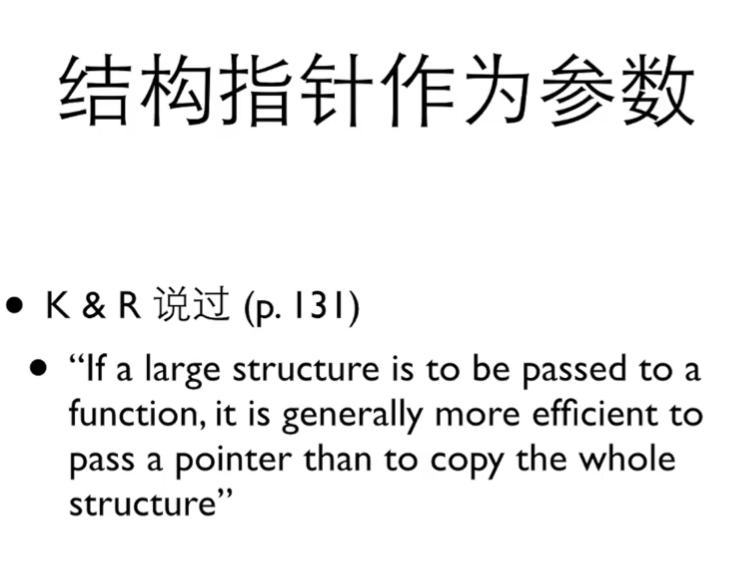 结构指针作为参数
• K & R 说过 (p. 131)
• “If a large structure is to be passed to a
function, it is generally more efficient to
pass a pointer than to copy the whole
structure”